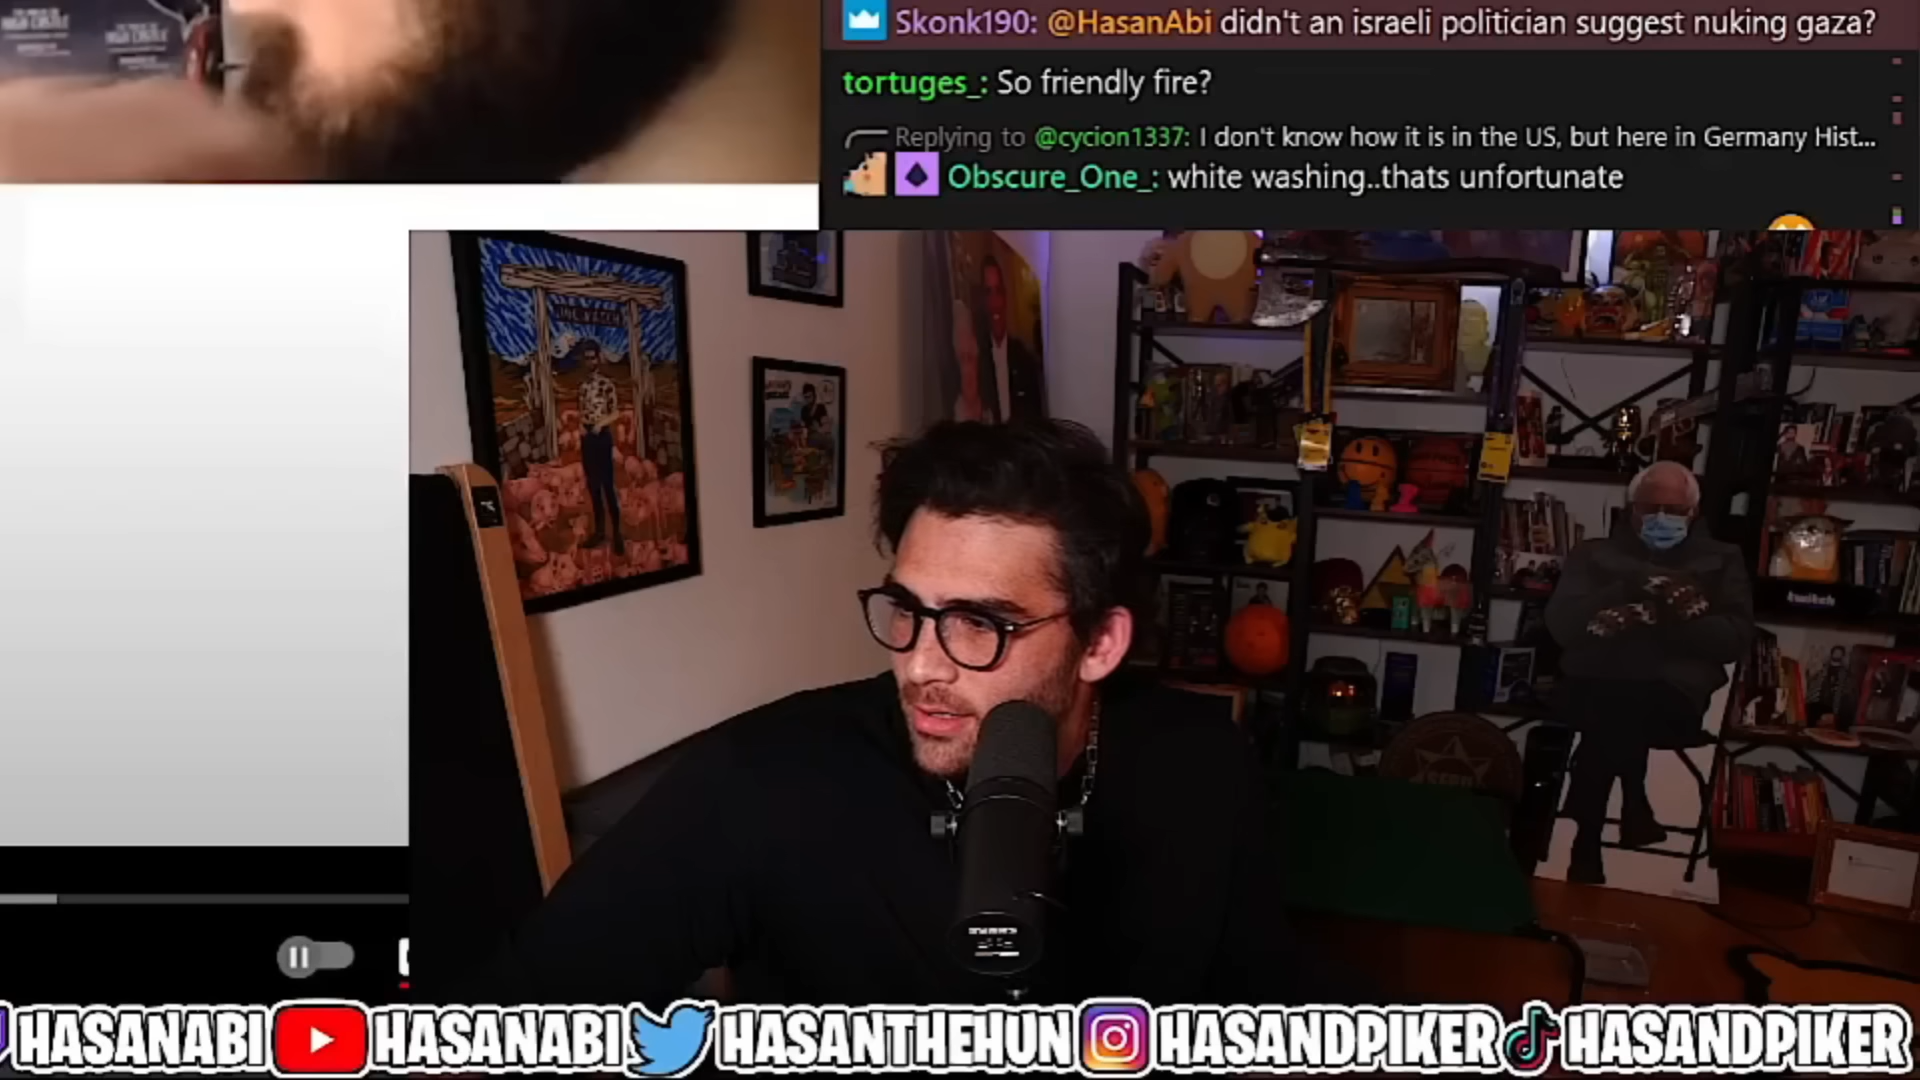 Skonk190: @HasanAbi didn't an israeli politician suggest nuking gaza?
tortuges_: So friendly fire?
Replying to @cycion1337: I don't know how it is in the US, but here in Germany Hist...
Obscure_One_: white washing..thats unfortunate
twitch
HASANABI HASANABI HASANTHEHUN HASANDPIKER HASANDPIKER